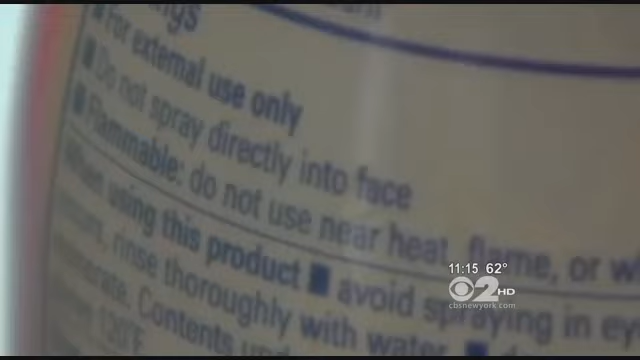 ■ For external use only
■ Do not spray directly into face
■ Flammable: do not use near heat, flame, or
When using this product ■ avoid spraying in
rinse thoroughly with water.
Contents
120°F
11:15 62°
2 HD
cbsnewyork.com